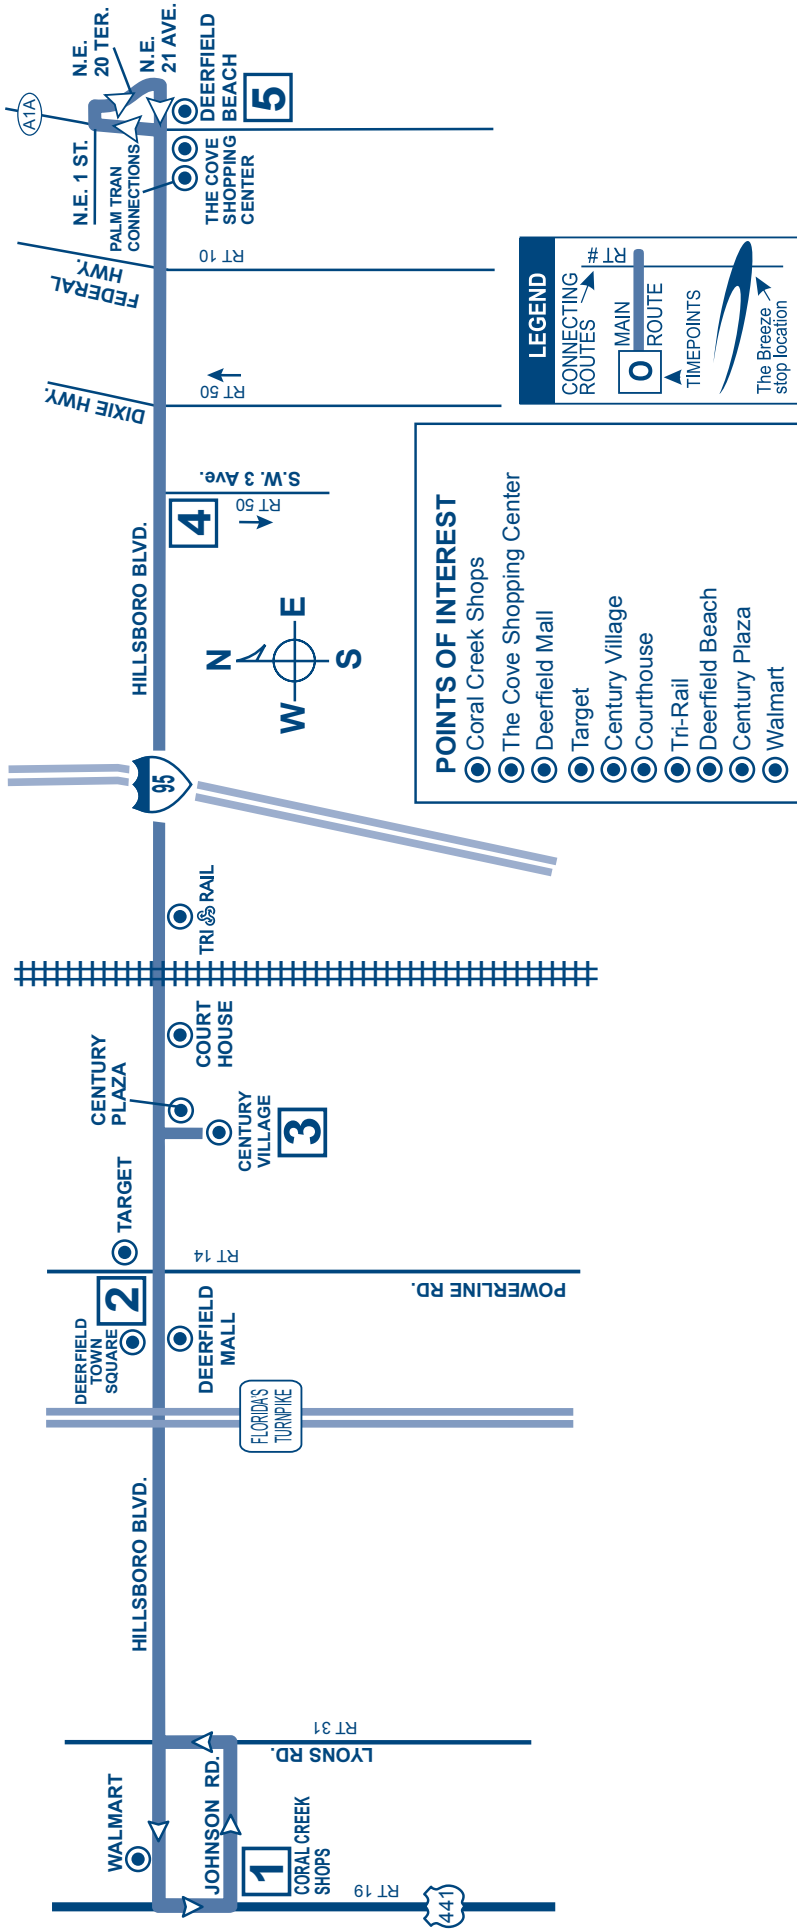 WALMART
JOHNSON RD.
1
CORAL CREEK
SHOPS
RT 19
441
LYONS RD.
RT 31
HILLSBORO BLVD.
FLORIDA'S
TURNPIKE
DEERFIELD
TOWN
SQUARE
2
DEERFIELD
MALL
TARGET
RT 14
POWERLINE RD.
CENTURY
PLAZA
CENTURY
VILLAGE
3
COURT
HOUSE
TRI RAIL
95
HILLSBORO BLVD.
N
W
E
S
4
RT 50
S.W. 3 Ave.
DIXIE HWY.
RT 50
FEDERAL
HWY.
RT 10
N.E. 1 ST.
PALM TRAN
CONNECTIONS
THE COVE
SHOPPING
CENTER
A1A
N.E.
20 TER.
N.E.
21 AVE.
DEERFIELD
BEACH
5
POINTS OF INTEREST
Coral Creek Shops
The Cove Shopping Center
Deerfield Mall
Target
Century Village
Courthouse
Tri-Rail
Deerfield Beach
Century Plaza
Walmart
LEGEND
CONNECTING
ROUTES
RT #
0
MAIN
ROUTE
TIMEPOINTS
The Breeze
stop location